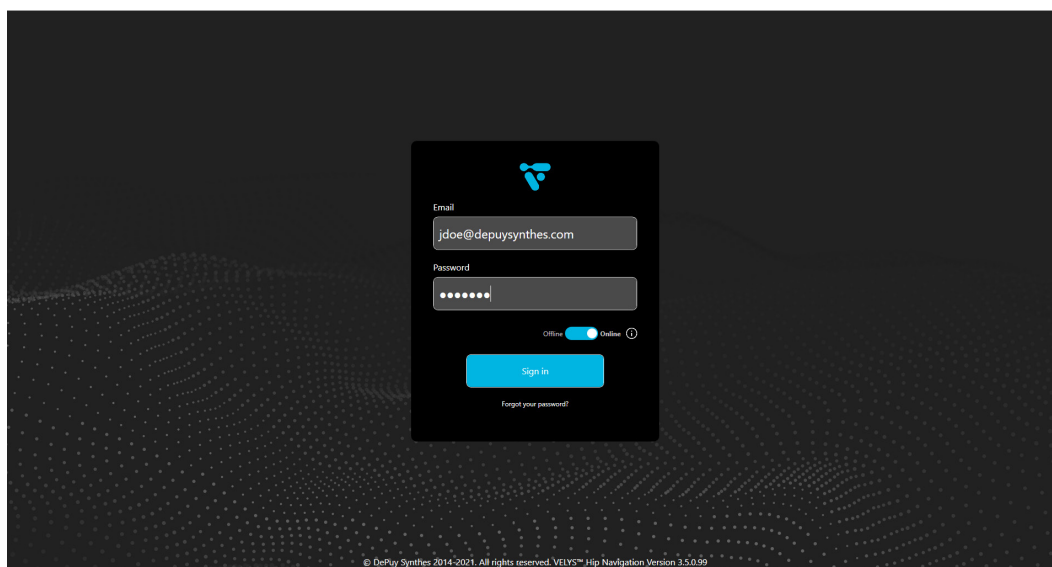 Email
jdoe@depuysynthes.com
Password
●●●●●●●
Offline Online
Sign in
Forgot your password?
© DePuy Synthes 2014-2021. All rights reserved. VELYS™ Hip Navigation Version 3.5.0.99